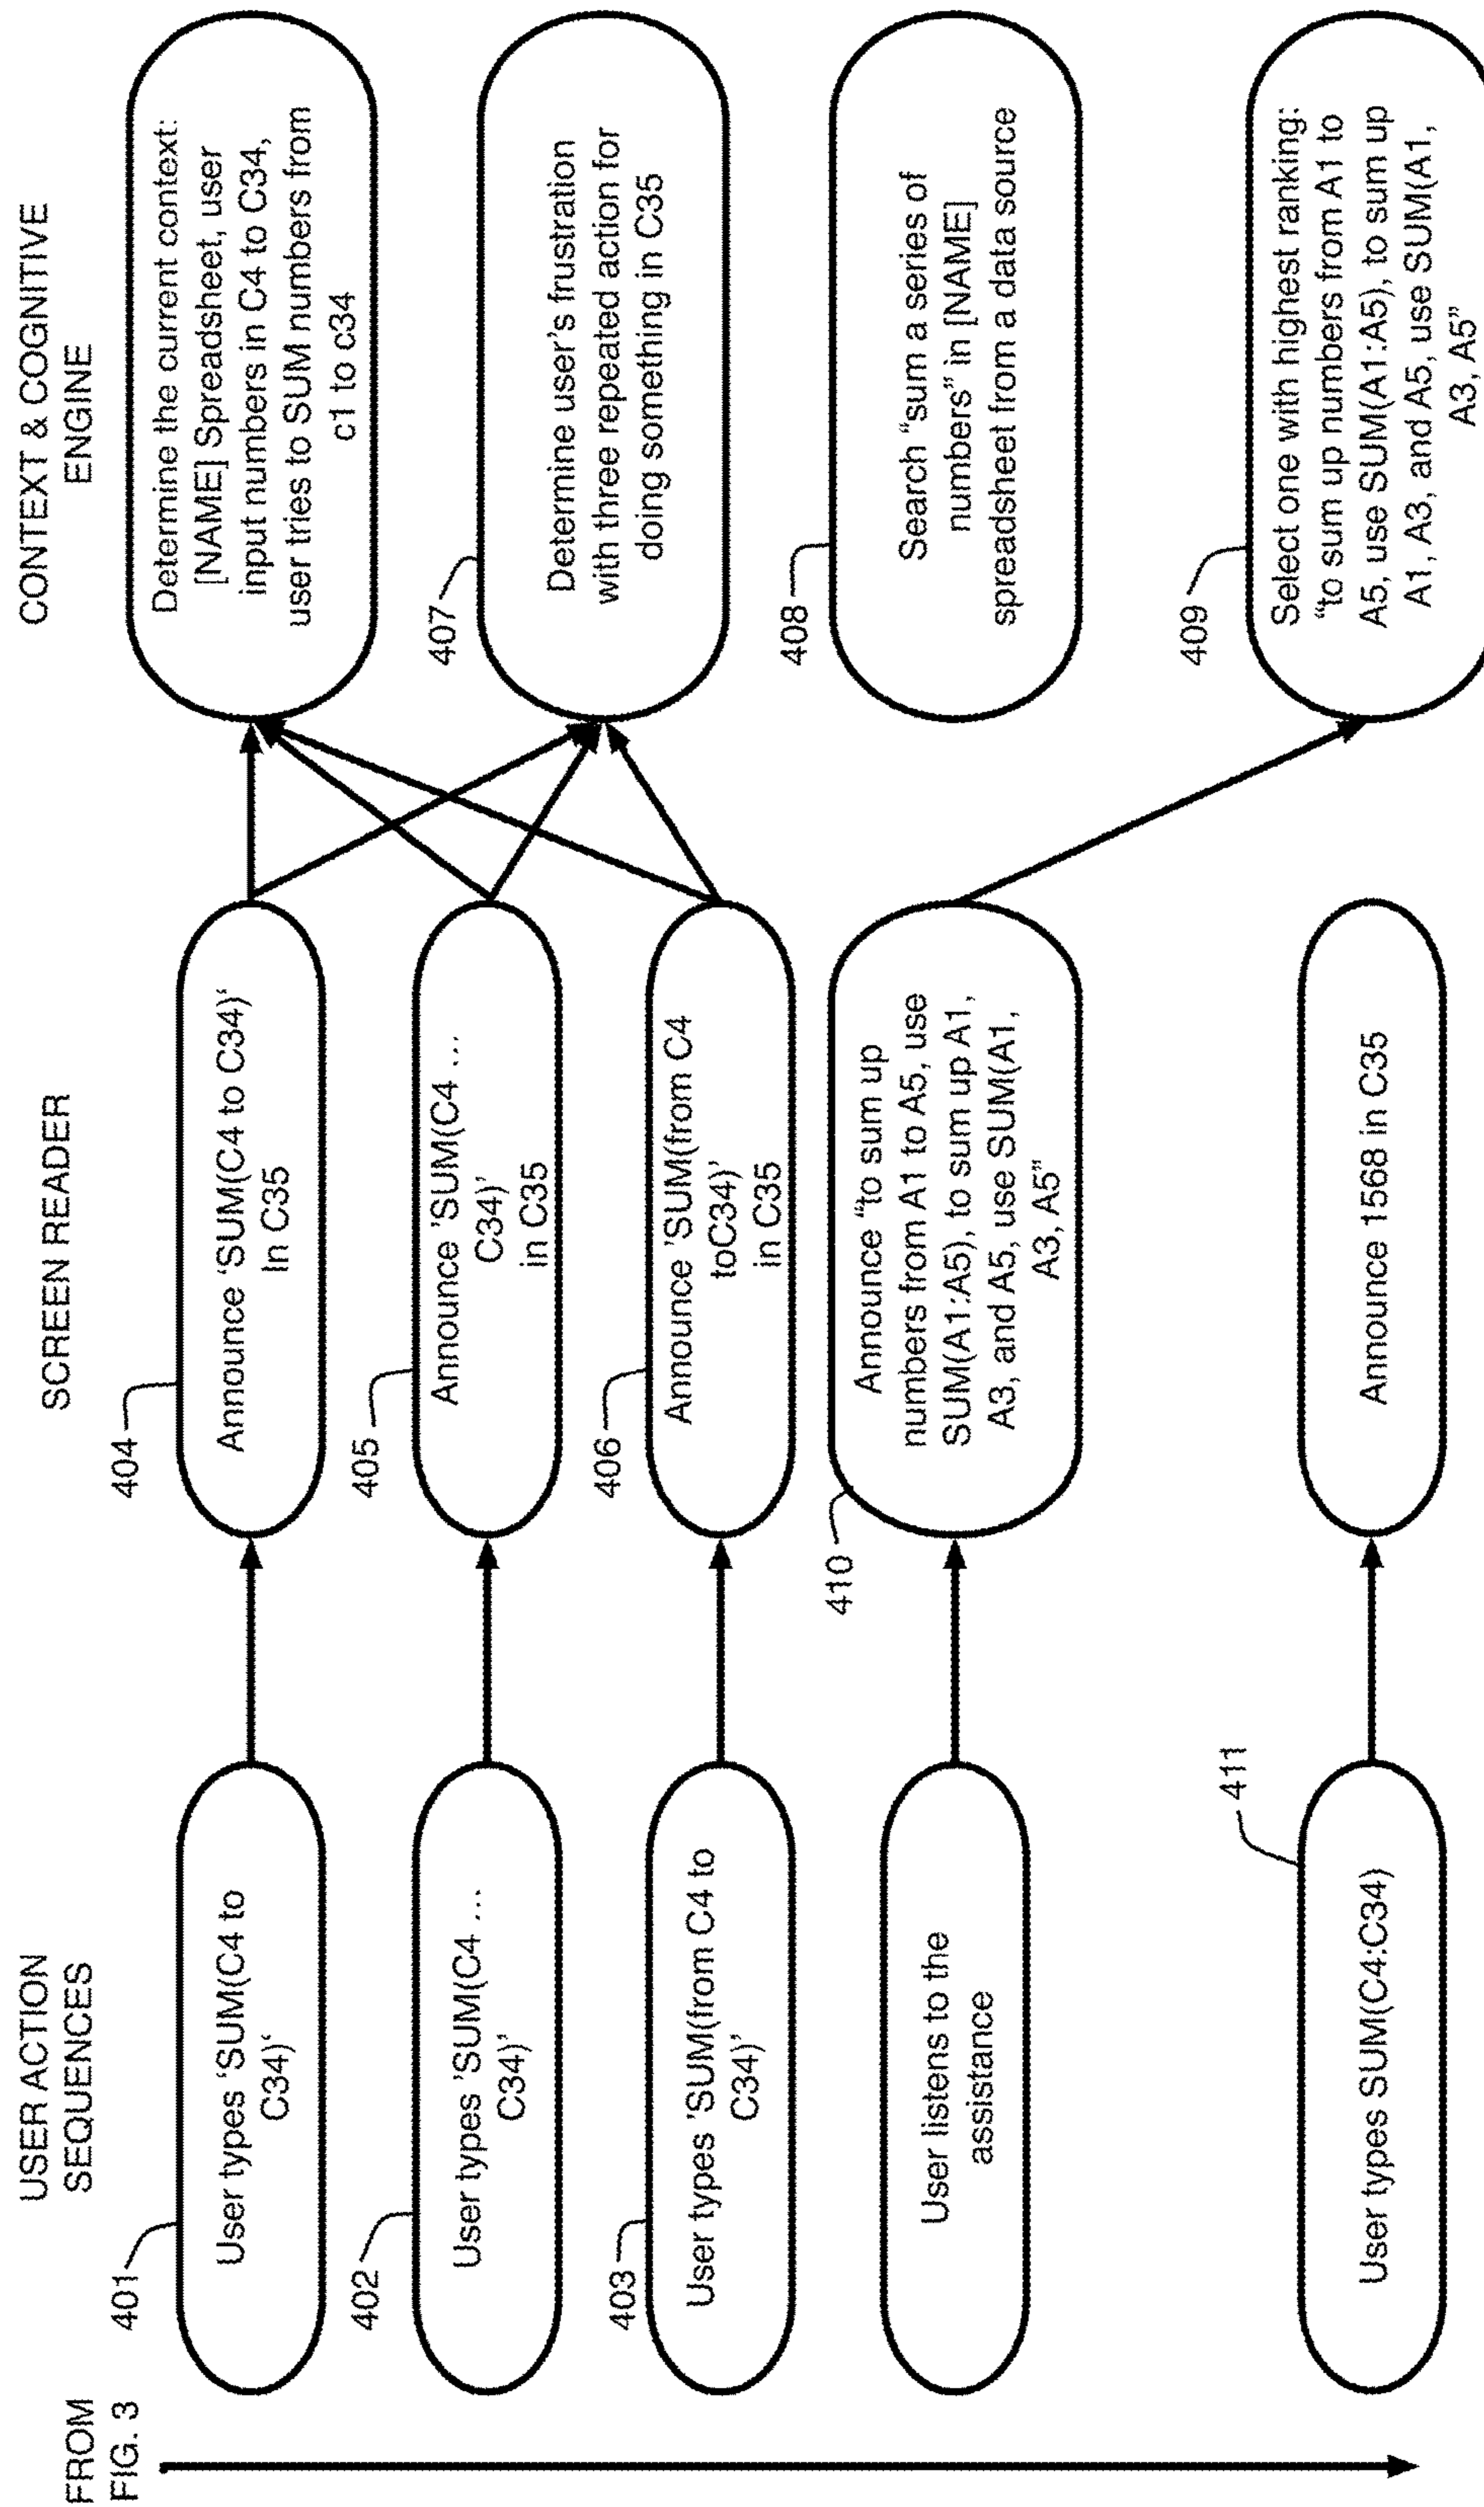 FROM
FIG. 3
USER ACTION
SEQUENCES
SCREEN READER
CONTEXT & COGNITIVE
ENGINE
401
User types 'SUM(C4 to
C34)‘
404
Announce ‘SUM(C4 to C34)‘
In C35
Determine the current context:
[NAME] Spreadsheet, user
input numbers in C4 to C34,
user tries to SUM numbers from
c1 to c34
402
User types 'SUM(C4 ...
C34)’
405
Announce 'SUM(C4 ...
C34)’
in C35
407
Determine user's frustration
with three repeated action for
doing something in C35
403
User types 'SUM(from C4 to
C34)’
406
Announce 'SUM(from C4
toC34)’
in C35
User listens to the
assistance
410
Announce “to sum up
numbers from A1 to A5, use
SUM(A1:A5), to sum up A1,
A3, and A5, use SUM(A1,
A3, A5”
408
Search “sum a series of
numbers” in [NAME]
spreadsheet from a data source
411
User types SUM(C4:C34)
Announce 1568 in C35
409
Select one with highest ranking:
“to sum up numbers from A1 to
A5, use SUM(A1:A5), to sum up
A1, A3, and A5, use SUM(A1,
A3, A5”